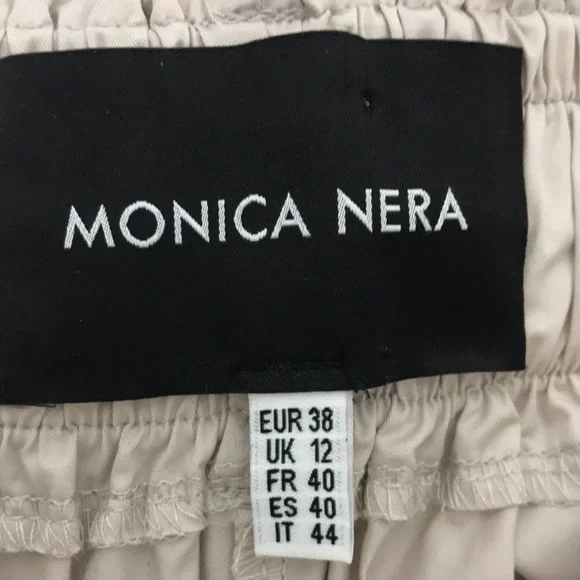 MONICA NERA
EUR 38
UK 12
FR 40
ES 40
IT 44